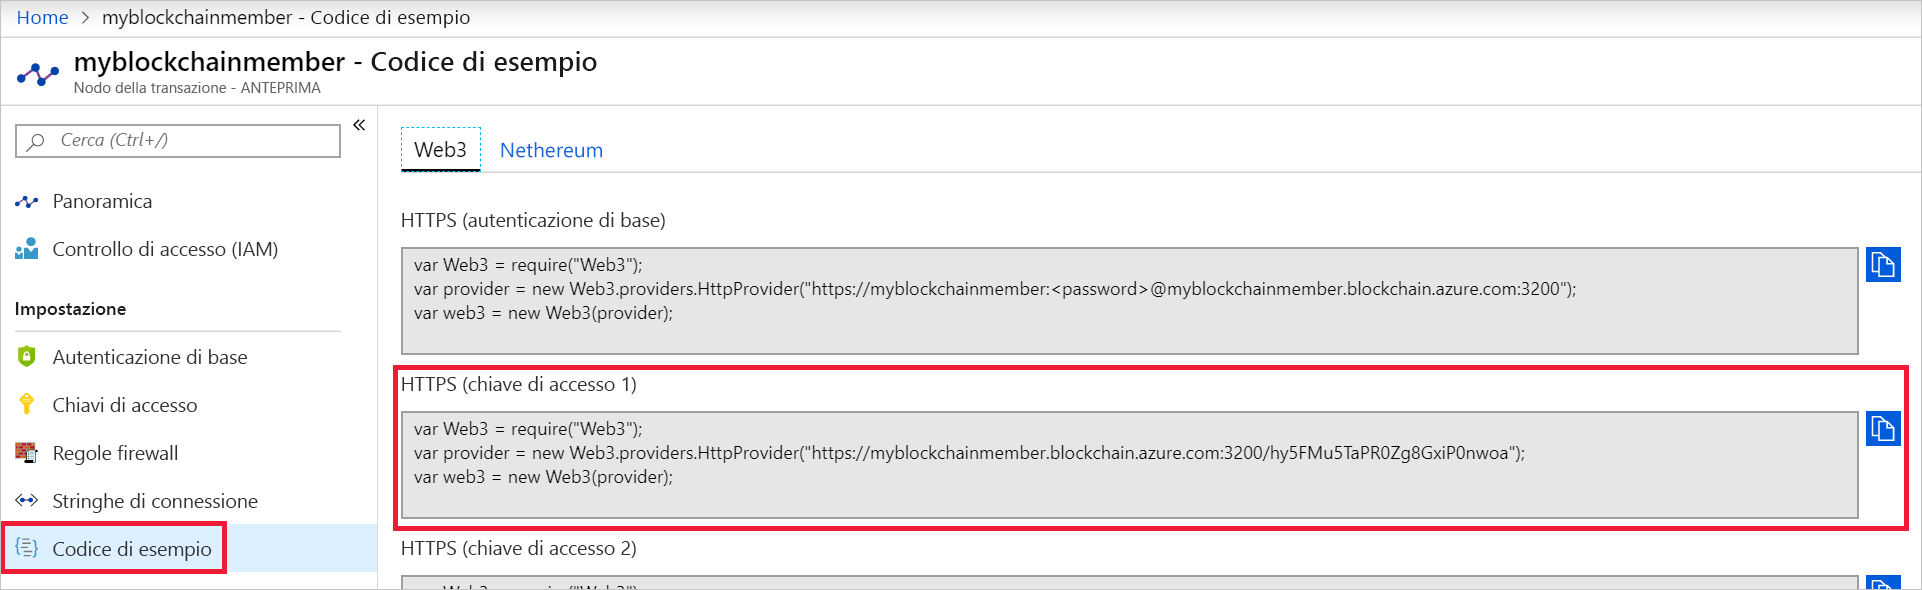 Home > myblockchainmember - Codice di esempio
myblockchainmember - Codice di esempio
Nodo della transazione - ANTEPRIMA
Cerca (Ctrl+/)
«
Panoramica
Controllo di accesso (IAM)
Impostazione
Autenticazione di base
Chiavi di accesso
Regole firewall
Stringhe di connessione
Codice di esempio
Web3
Nethereum
HTTPS (autenticazione di base)
var Web3 = require("Web3");
var provider = new Web3.providers.HttpProvider("https://myblockchainmember:<password>@myblockchainmember.blockchain.azure.com:3200");
var web3 = new Web3(provider);
HTTPS (chiave di accesso 1)
var Web3 = require("Web3");
var provider = new Web3.providers.HttpProvider("https://myblockchainmember.blockchain.azure.com:3200/hy5FMu5TaPR0Zg8GxiP0nwoa");
var web3 = new Web3(provider);
HTTPS (chiave di accesso 2)